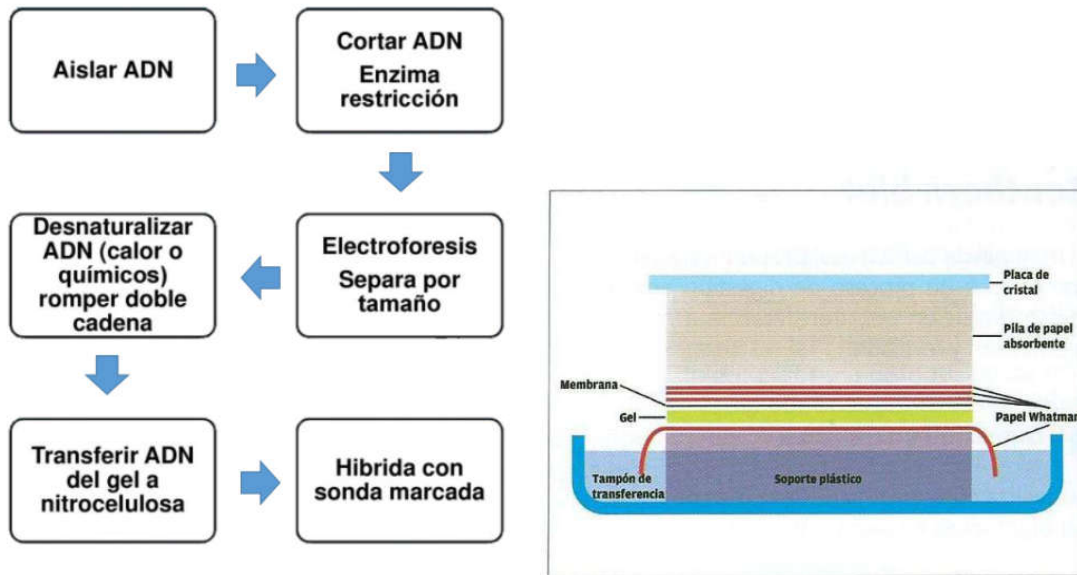 Aislar ADN
Cortar ADN
Enzima
restricción
Desnaturalizar
ADN (calor o
químicos)
romper doble
cadena
Electroforesis
Separa por
tamaño
Transferir ADN
del gel a
nitrocelulosa
Hibrida con
sonda marcada
Placa de
cristal
Pila de papel
absorbente
Membrana
Gel
Papel Whatman
Tampón de
transferencia
Soporte plástico